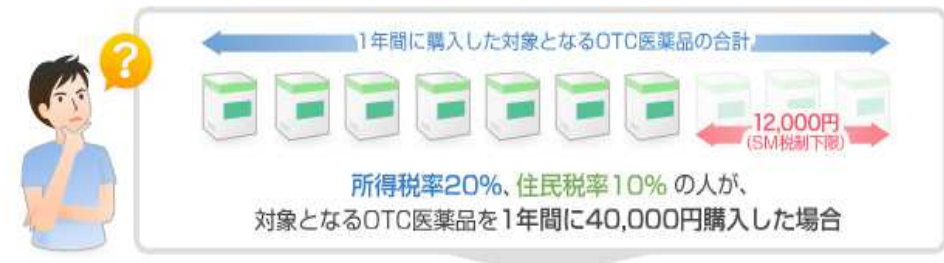 ?
1年間に購入した対象となるOTC医薬品の合計
12,000円
(SM税制下限)
所得税率20%、住民税率10% の人が、
対象となるOTC医薬品を1年間に40,000円購入した場合